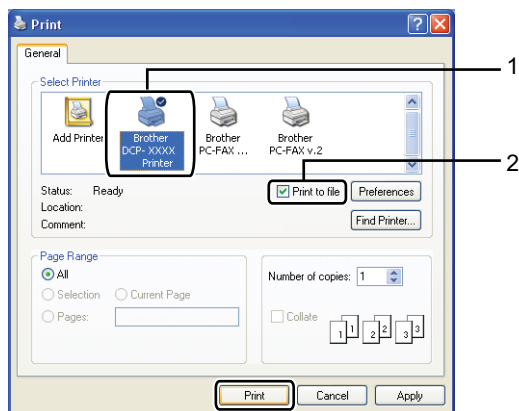 Print
General
1
Select Printer
Add Printer
Brother
DCP- XXXX
Printer
Brother
PC-FAX ...
Brother
PC-FAX v.2
2
Status: Ready
Print to file
Preferences
Location:
Comment:
Find Printer...
Page Range
All
Selection
Current Page
Pages:
Number of copies: 1
Collate
1 1 2 2 3 3
Print
Cancel
Apply